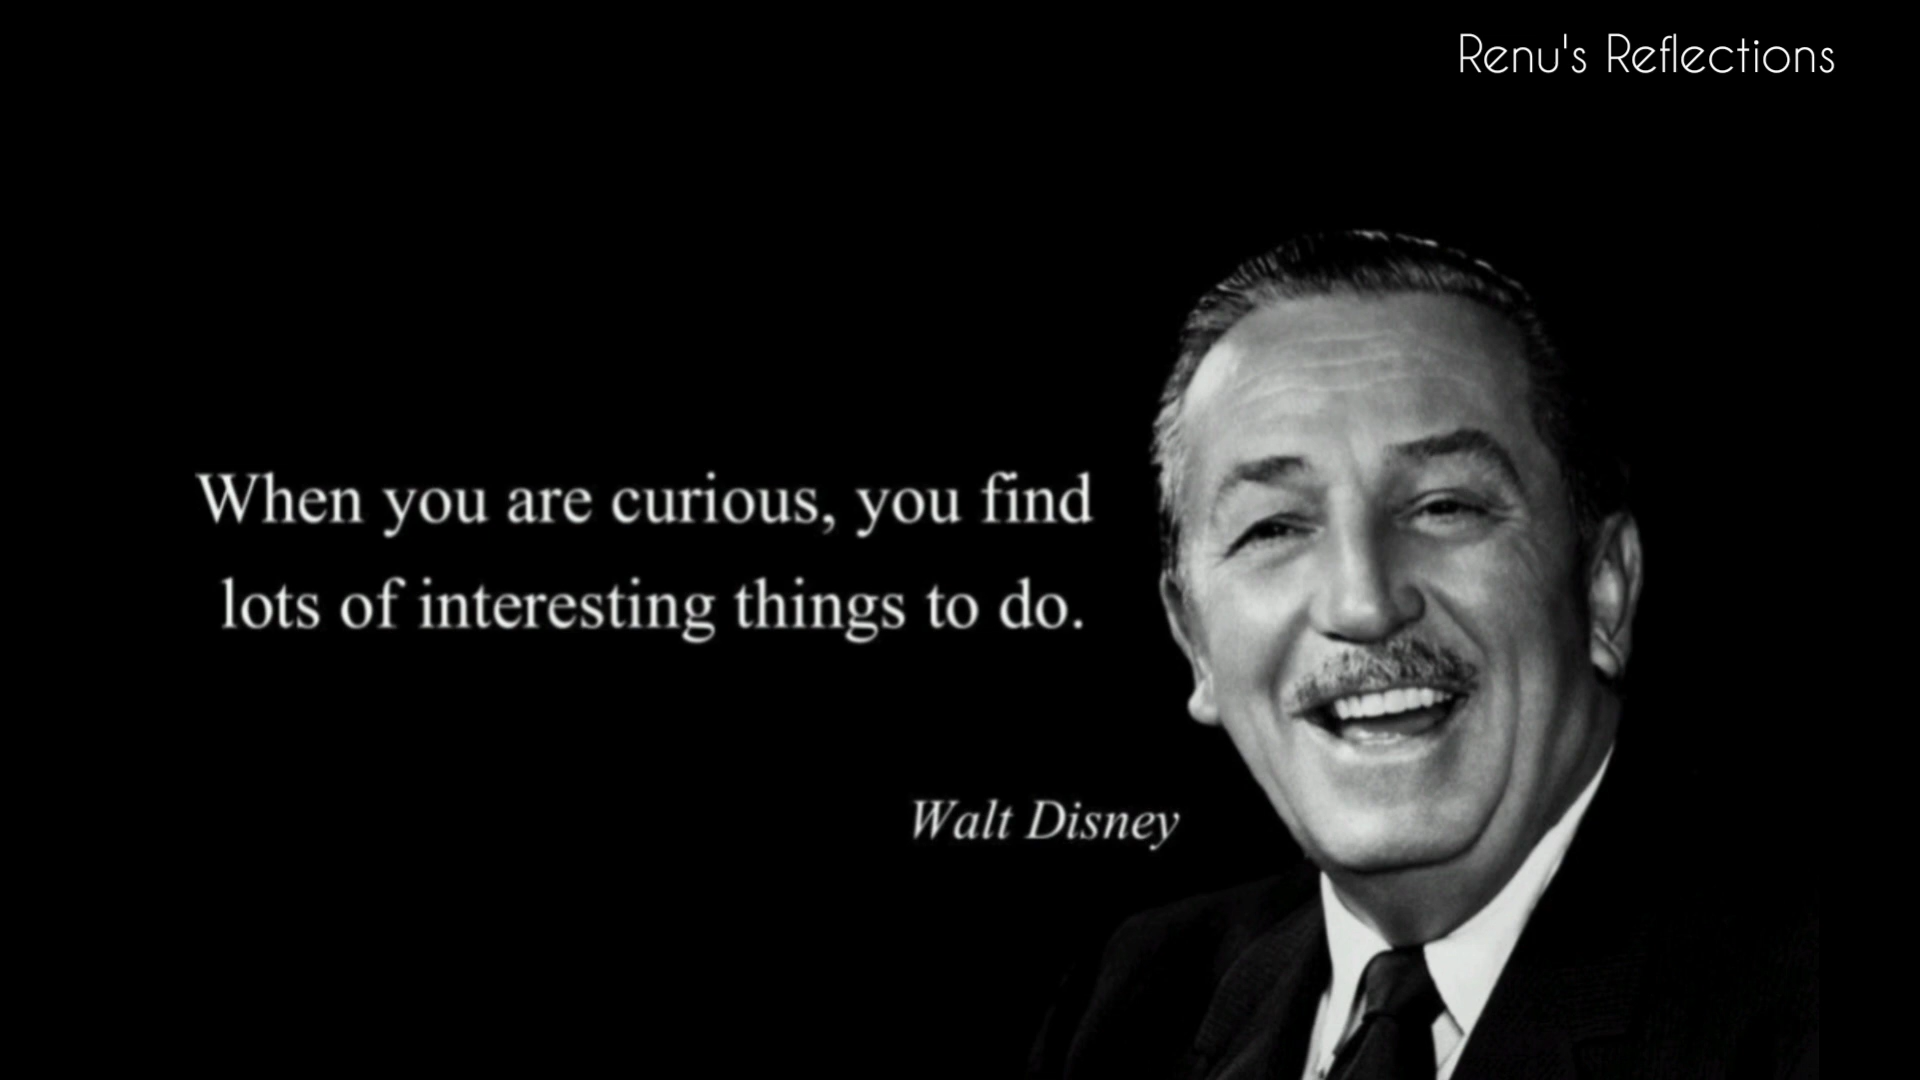 Renu's Reflections
When you are curious, you find
lots of interesting things to do.
Walt Disney